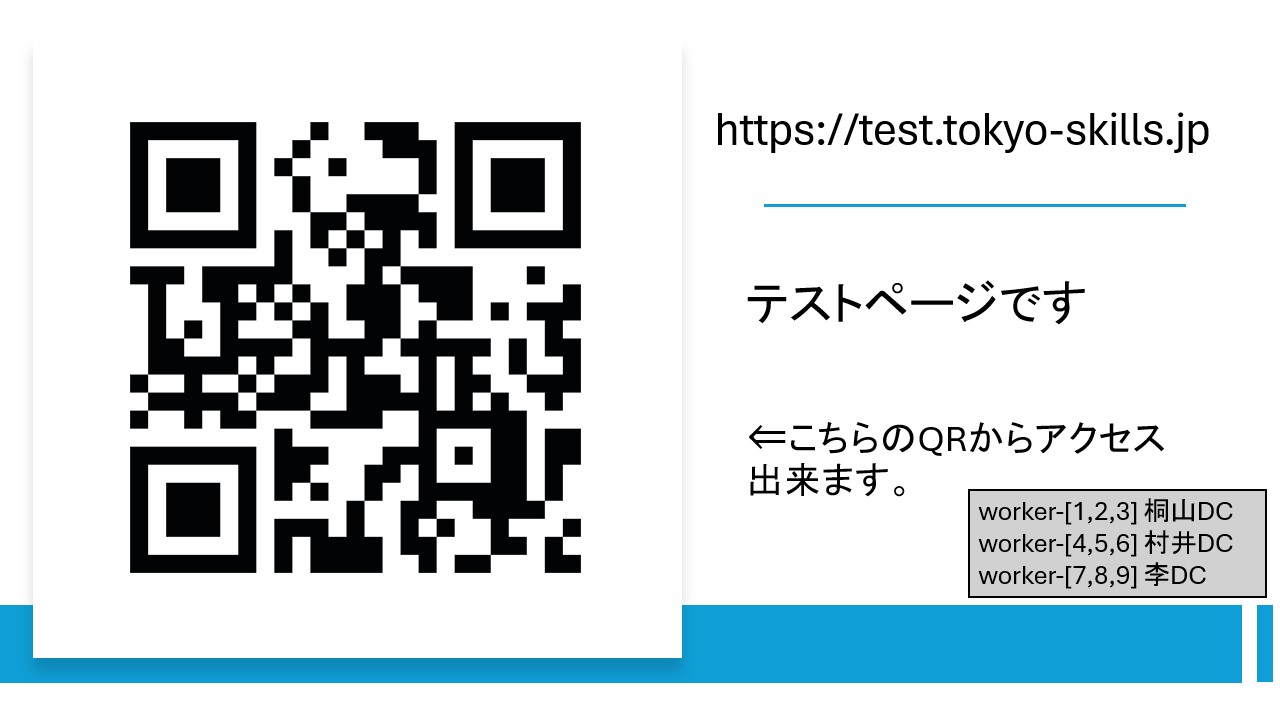 https://test.tokyo-skills.jp
テストページです
⇐こちらのQRからアクセス
出来ます。
worker-[1,2,3] 桐山DC
worker-[4,5,6] 村井DC
worker-[7,8,9] 李DC